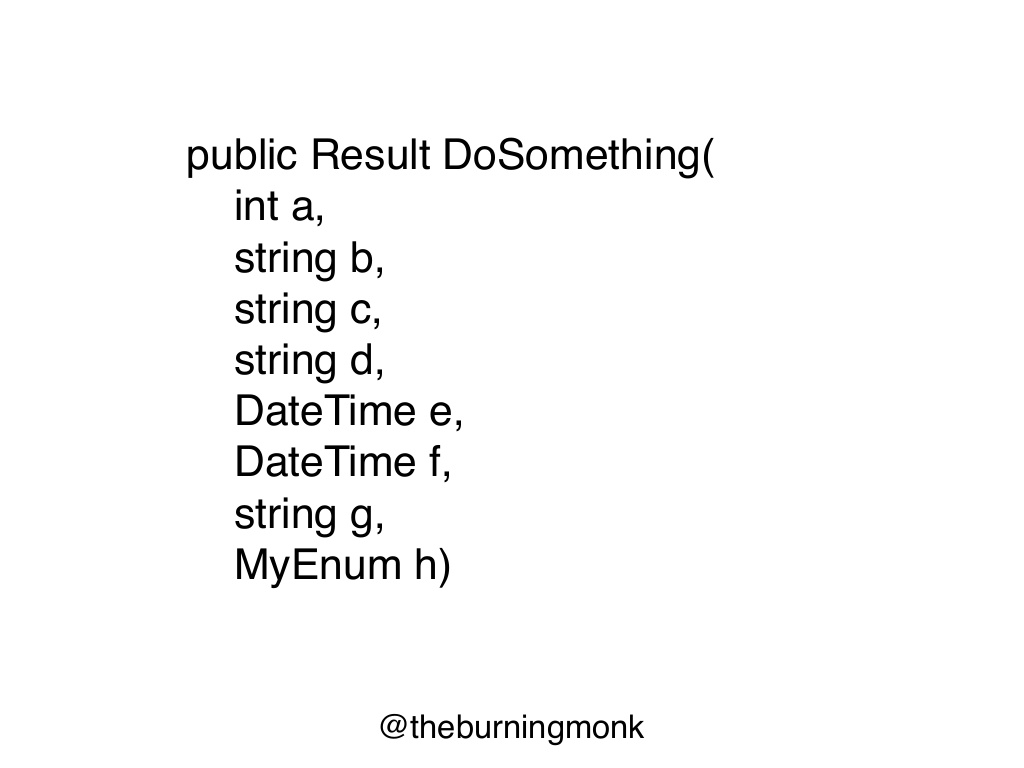 public Result DoSomething(
int a,
string b,
string c,
string d,
DateTime e,
DateTime f,
string g,
MyEnum h)
@theburningmonk